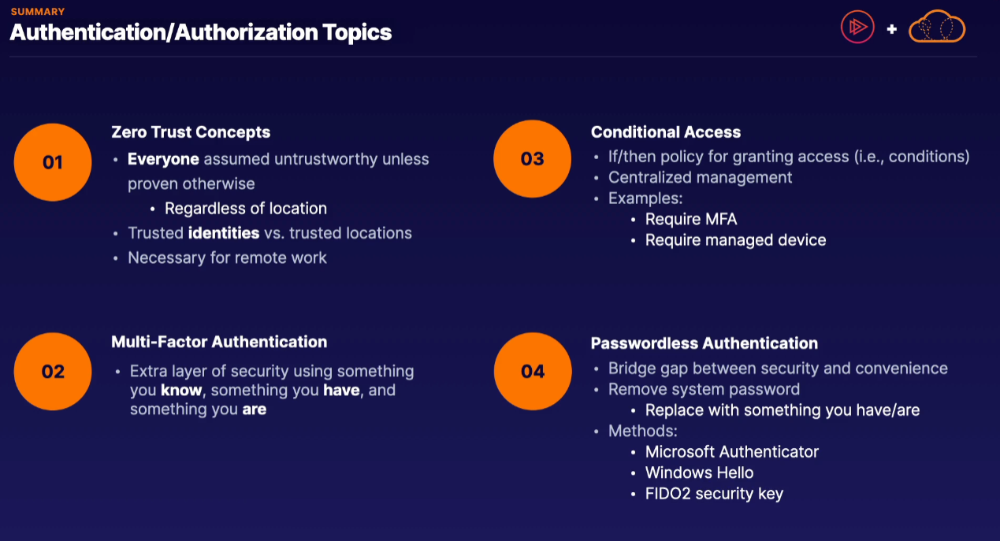 SUMMARY
Authentication/Authorization Topics
+
01
Zero Trust Concepts
• Everyone assumed untrustworthy unless
proven otherwise
• Regardless of location
• Trusted identities vs. trusted locations
• Necessary for remote work
02
Multi-Factor Authentication
• Extra layer of security using something
you know, something you have, and
something you are
03
Conditional Access
• If/then policy for granting access (i.e., conditions)
• Centralized management
• Examples:
• Require MFA
• Require managed device
04
Passwordless Authentication
• Bridge gap between security and convenience
• Remove system password
• Replace with something you have/are
• Methods:
• Microsoft Authenticator
• Windows Hello
• FIDO2 security key